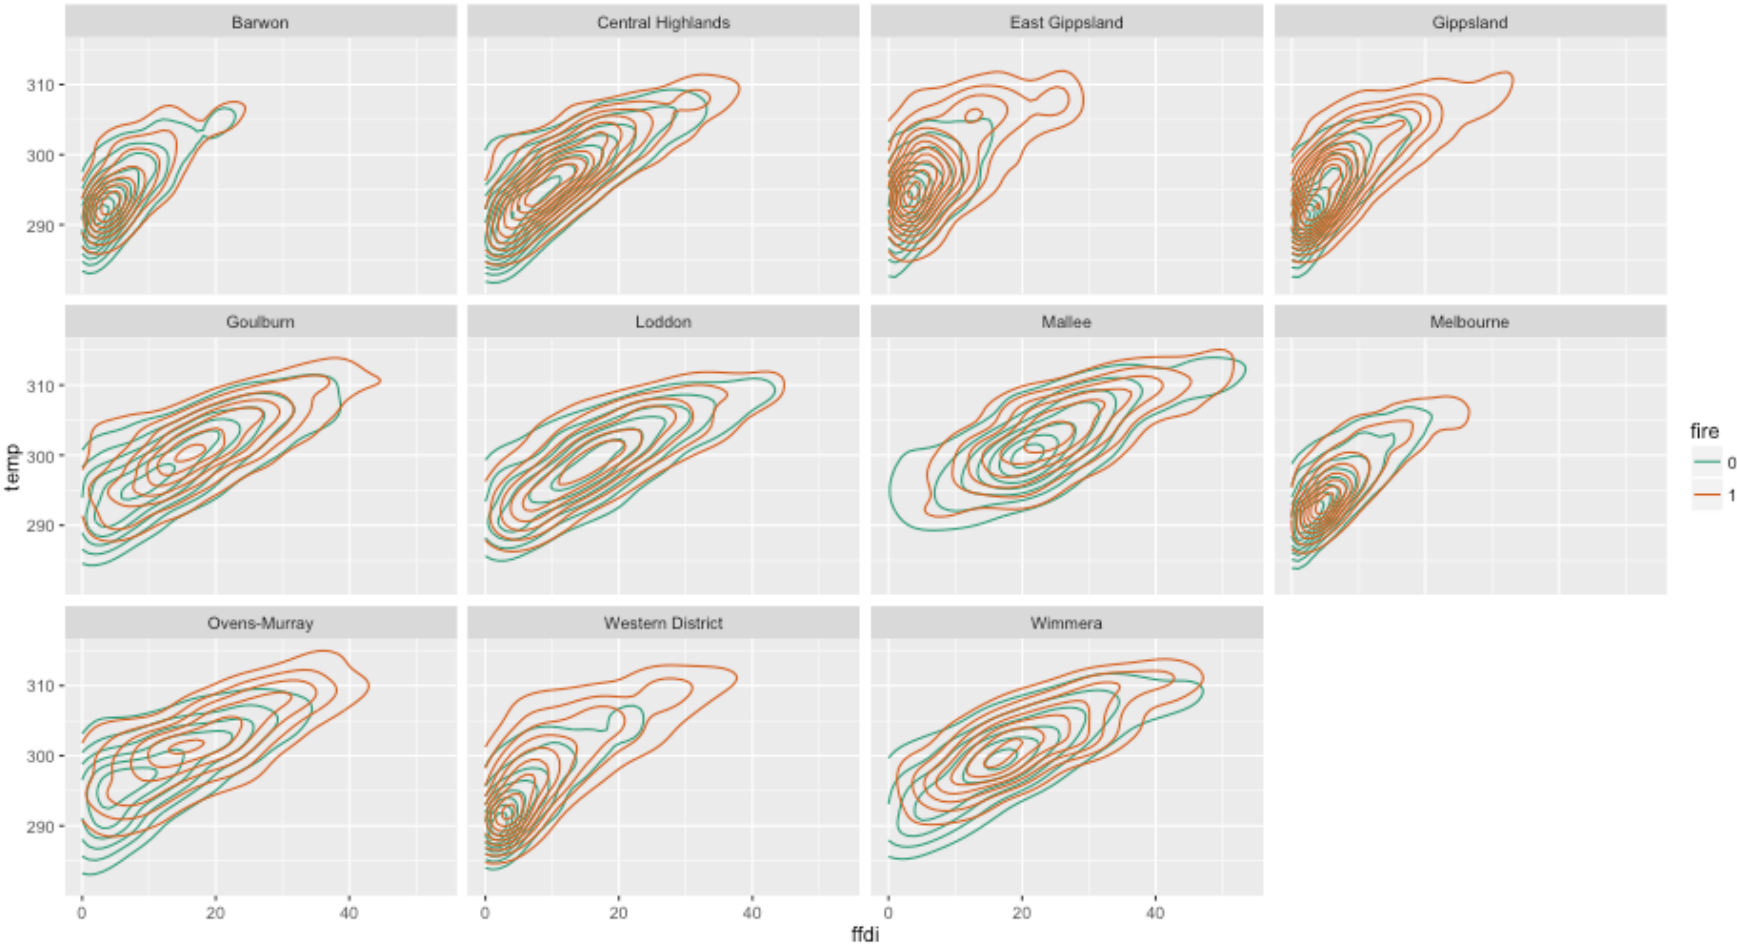 Barwon
Central Highlands
East Gippsland
Gippsland
310
300
290
Goulburn
Loddon
Mallee
Melbourne
310
300
290
temp
fire
0
1
Ovens-Murray
Western District
Wimmera
310
300
290
0 20 40
0 20 40
0 20 40
ffdi